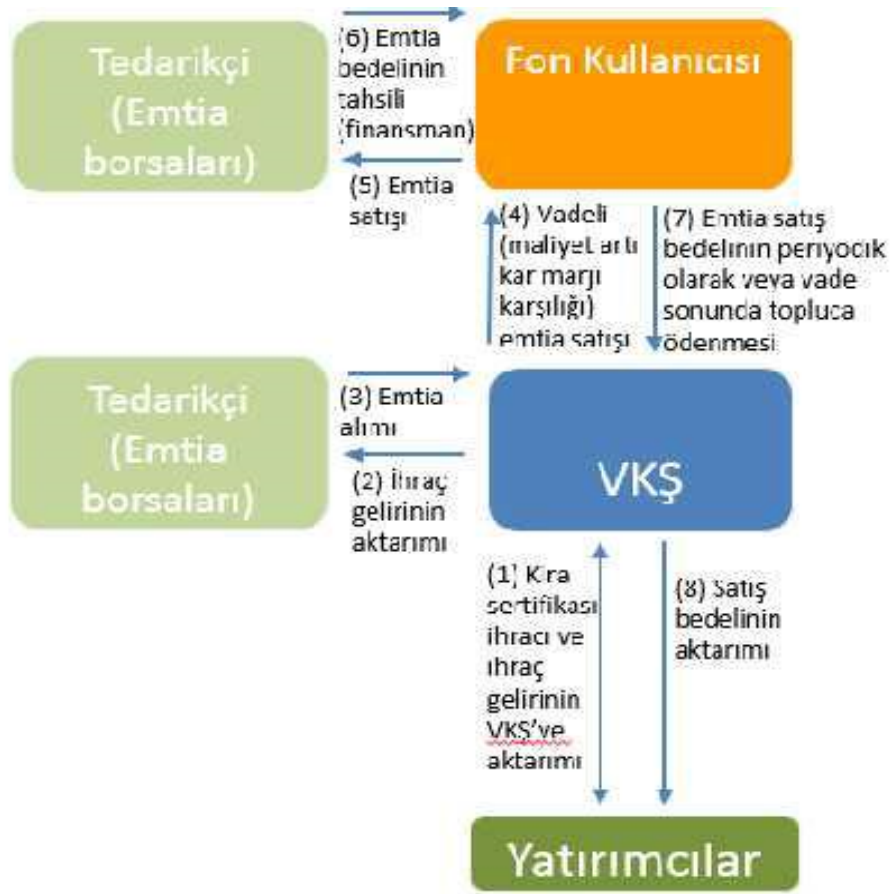 Tedarikçi
(Emtia
borsaları)
(6) Emtia
bedelinin
tahsili
(finansman)
(5) Emtia
satışı
Fon Kullanıcısı
(4) Vadeli
(maliyet artı
kar marjı
karşılığı)
emtia satışı
(7) Emtia satış
bedelinin periyodik
olarak veya vade
sonunda topluca
ödenmesi
Tedarikçi
(Emtia
borsaları)
(3) Emtia
alımı
(2) İhraç
gelirinin
aktarımı
VKŞ
(1) Kira
sertifikası
ihracı ve
ihraç
gelirinin
VKŞ'ye
aktarımı
(8) Satış
bedelinin
aktarımı
Yatırımcılar